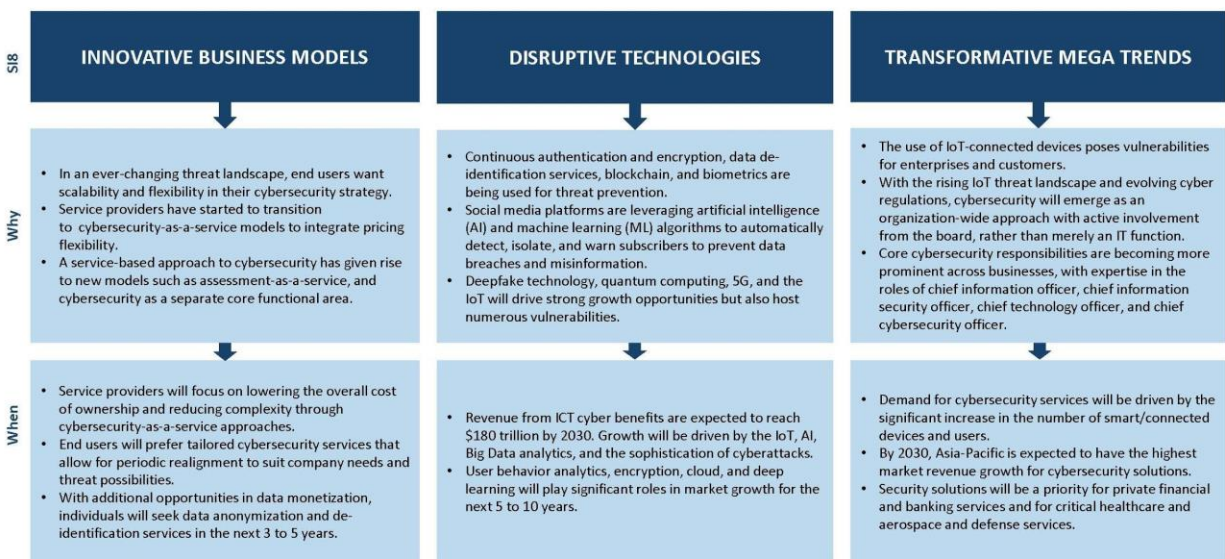 SI8
INNOVATIVE BUSINESS MODELS
DISRUPTIVE TECHNOLOGIES
TRANSFORMATIVE MEGA TRENDS
Why
• In an ever-changing threat landscape, end users want
scalability and flexibility in their cybersecurity strategy.
• Service providers have started to transition
to cybersecurity-as-a-service models to integrate pricing
flexibility.
• A service-based approach to cybersecurity has given rise
to new models such as assessment-as-a-service, and
cybersecurity as a separate core functional area.
• Continuous authentication and encryption, data de-
identification services, blockchain, and biometrics are
being used for threat prevention.
• Social media platforms are leveraging artificial intelligence
(AI) and machine learning (ML) algorithms to automatically
detect, isolate, and warn subscribers to prevent data
breaches and misinformation.
• Deepfake technology, quantum computing, 5G, and the
IoT will drive strong growth opportunities but also host
numerous vulnerabilities.
• The use of IoT-connected devices poses vulnerabilities
for enterprises and customers.
• With the rising IoT threat landscape and evolving cyber
regulations, cybersecurity will emerge as an
organization-wide approach with active involvement
from the board, rather than merely an IT function.
• Core cybersecurity responsibilities are becoming more
prominent across businesses, with expertise in the
roles of chief information officer, chief information
security officer, chief technology officer, and chief
cybersecurity officer.
When
• Service providers will focus on lowering the overall cost
of ownership and reducing complexity through
cybersecurity-as-a-service approaches.
• End users will prefer tailored cybersecurity services that
allow for periodic realignment to suit company needs and
threat possibilities.
• With additional opportunities in data monetization,
individuals will seek data anonymization and de-
identification services in the next 3 to 5 years.
• Revenue from ICT cyber benefits are expected to reach
$180 trillion by 2030. Growth will be driven by the IoT, AI,
Big Data analytics, and the sophistication of cyberattacks.
• User behavior analytics, encryption, cloud, and deep
learning will play significant roles in market growth for the
next 5 to 10 years.
• Demand for cybersecurity services will be driven by the
significant increase in the number of smart/connected
devices and users.
• By 2030, Asia-Pacific is expected to have the highest
market revenue growth for cybersecurity solutions.
• Security solutions will be a priority for private financial
and banking services and for critical healthcare and
aerospace and defense services.